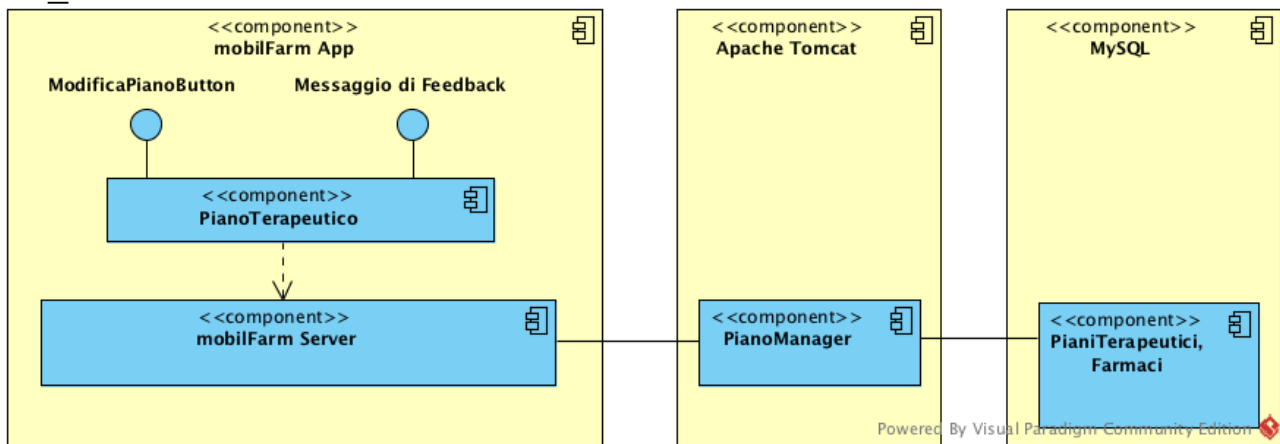 <<component>>
mobilFarm App
ModificaPianoButton
Messaggio di Feedback
<<component>>
PianoTerapeutico
<<component>>
mobilFarm Server
<<component>>
Apache Tomcat
<<component>>
PianoManager
<<component>>
MySQL
<<component>>
PianiTerapeutici,
Farmaci
Powered By Visual Paradigm Community Edition